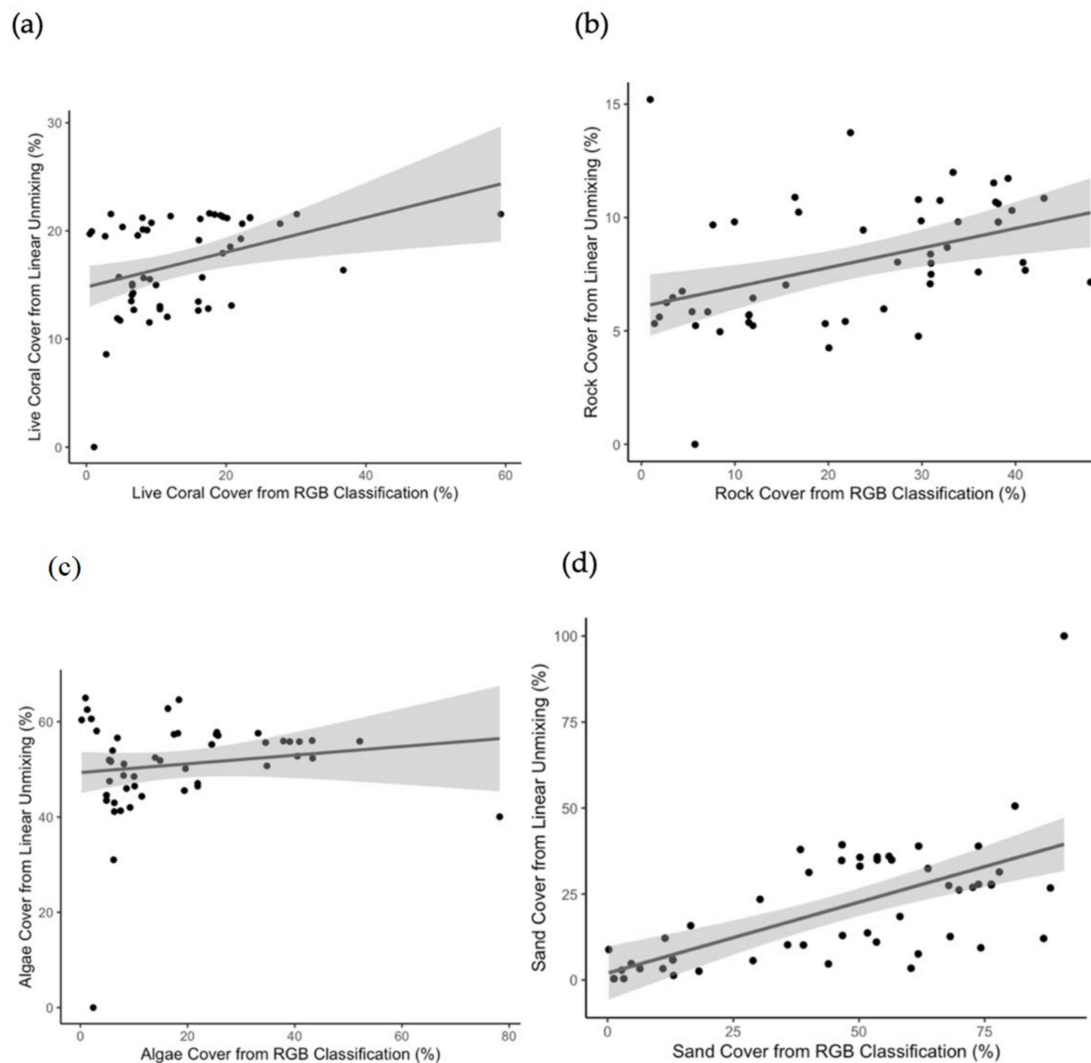 (a)
(b)
30
20
10
0
Live Coral Cover from Linear Unmixing (%)
0 20 40 60
Live Coral Cover from RGB Classification (%)
15
10
5
0
Rock Cover from Linear Unmixing (%)
0 10 20 30 40
Rock Cover from RGB Classification (%)
(c)
(d)
60
40
20
0
Algae Cover from Linear Unmixing (%)
0 20 40 60 80
Algae Cover from RGB Classification (%)
100
75
50
25
0
Sand Cover from Linear Unmixing (%)
0 25 50 75
Sand Cover from RGB Classification (%)